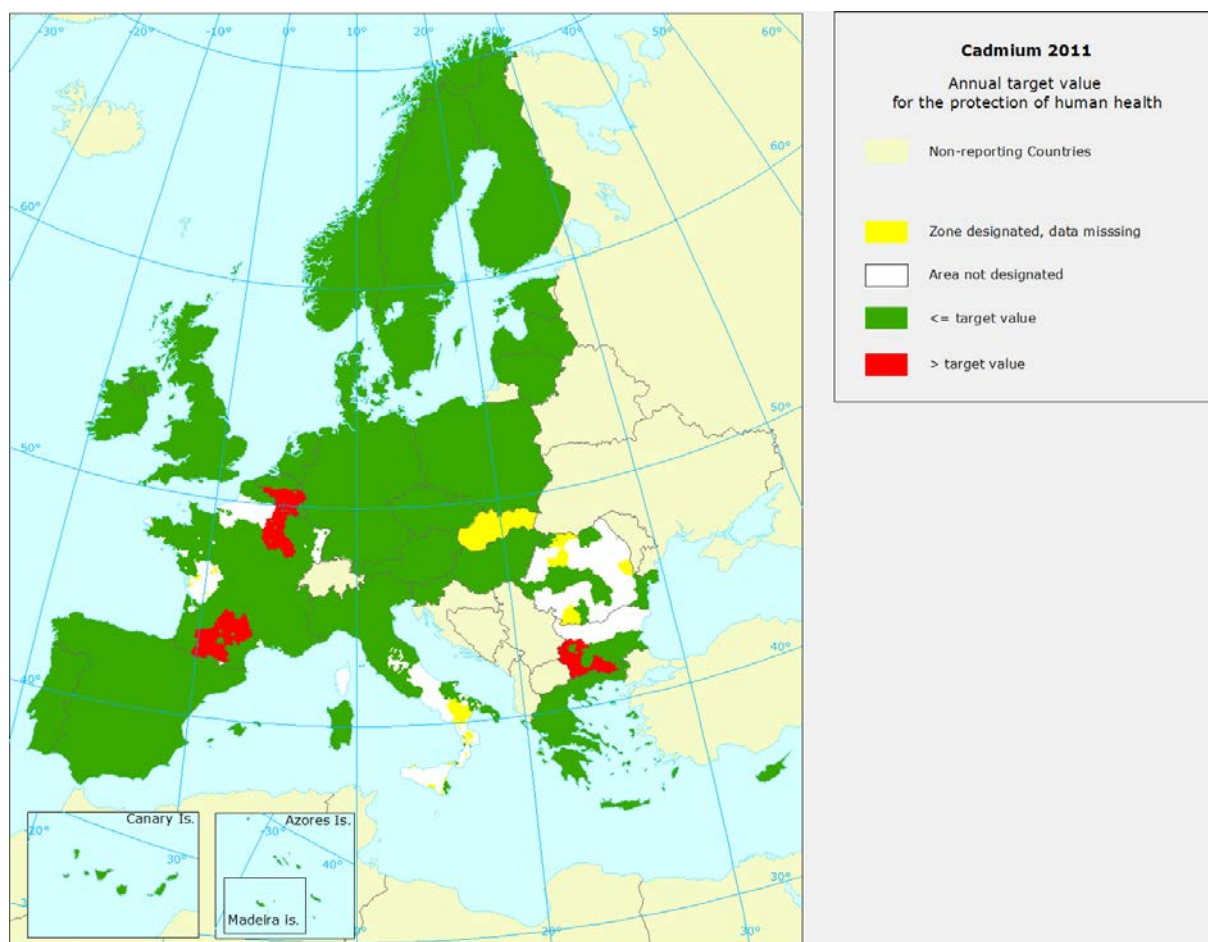 -30°
-20°
-10°
0°
10°
20°
30°
40°
50°
60°
60°
60°
50°
50°
40°
40°
30°
Canary Is.
20°
30°
Azores Is.
-30°
40°
Madeira Is.
0°
10°
20°
30°
Cadmium 2011
Annual target value
for the protection of human health
Non-reporting Countries
Zone designated, data misssing
Area not designated
<= target value
> target value